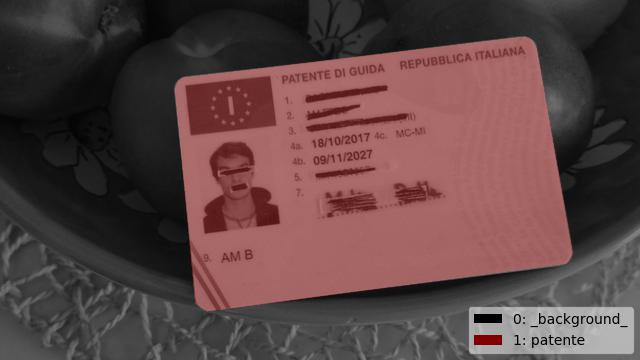 PATENTE DI GUIDA REPUBBLICA ITALIANA
I
1.
2.
3.
4a. 18/10/2017 4c. MC-MI
4b. 09/11/2027
5.
7.
9. AM B
0: _background_
1: patente